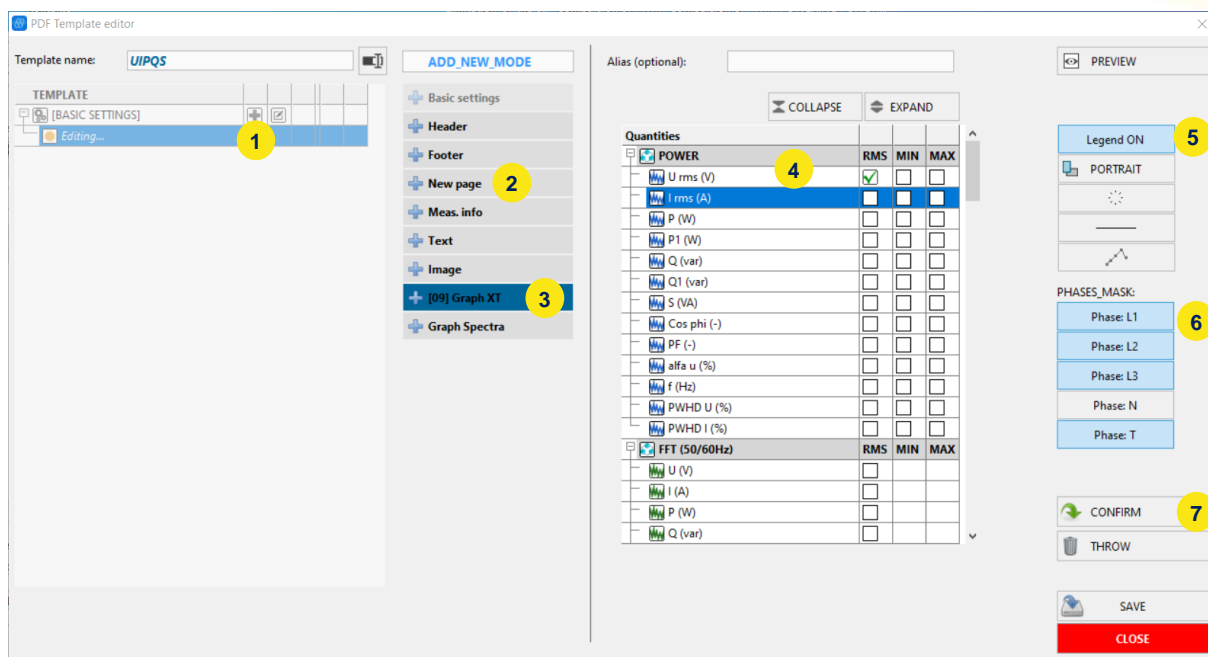 PDF Template editor
Template name: UIPQS
TEMPLATE
[BASIC SETTINGS]
Editing...
1
ADD_NEW_MODE
Basic settings
Header
Footer
New page 2
Meas. info
Text
Image
[09] Graph XT 3
Graph Spectra
Alias (optional):
COLLAPSE EXPAND
Quantities
POWER RMS MIN MAX
4
U rms (V)
I rms (A)
P (W)
P1 (W)
Q (var)
Q1 (var)
S (VA)
Cos phi (-)
PF (-)
alfa u (%)
f (Hz)
PWHD U (%)
PWHD I (%)
FFT (50/60Hz) RMS MIN MAX
U (V)
I (A)
P (W)
Q (var)
PREVIEW
Legend ON 5
PORTRAIT
PHASES_MASK:
Phase: L1 6
Phase: L2
Phase: L3
Phase: N
Phase: T
CONFIRM 7
THROW
SAVE
CLOSE